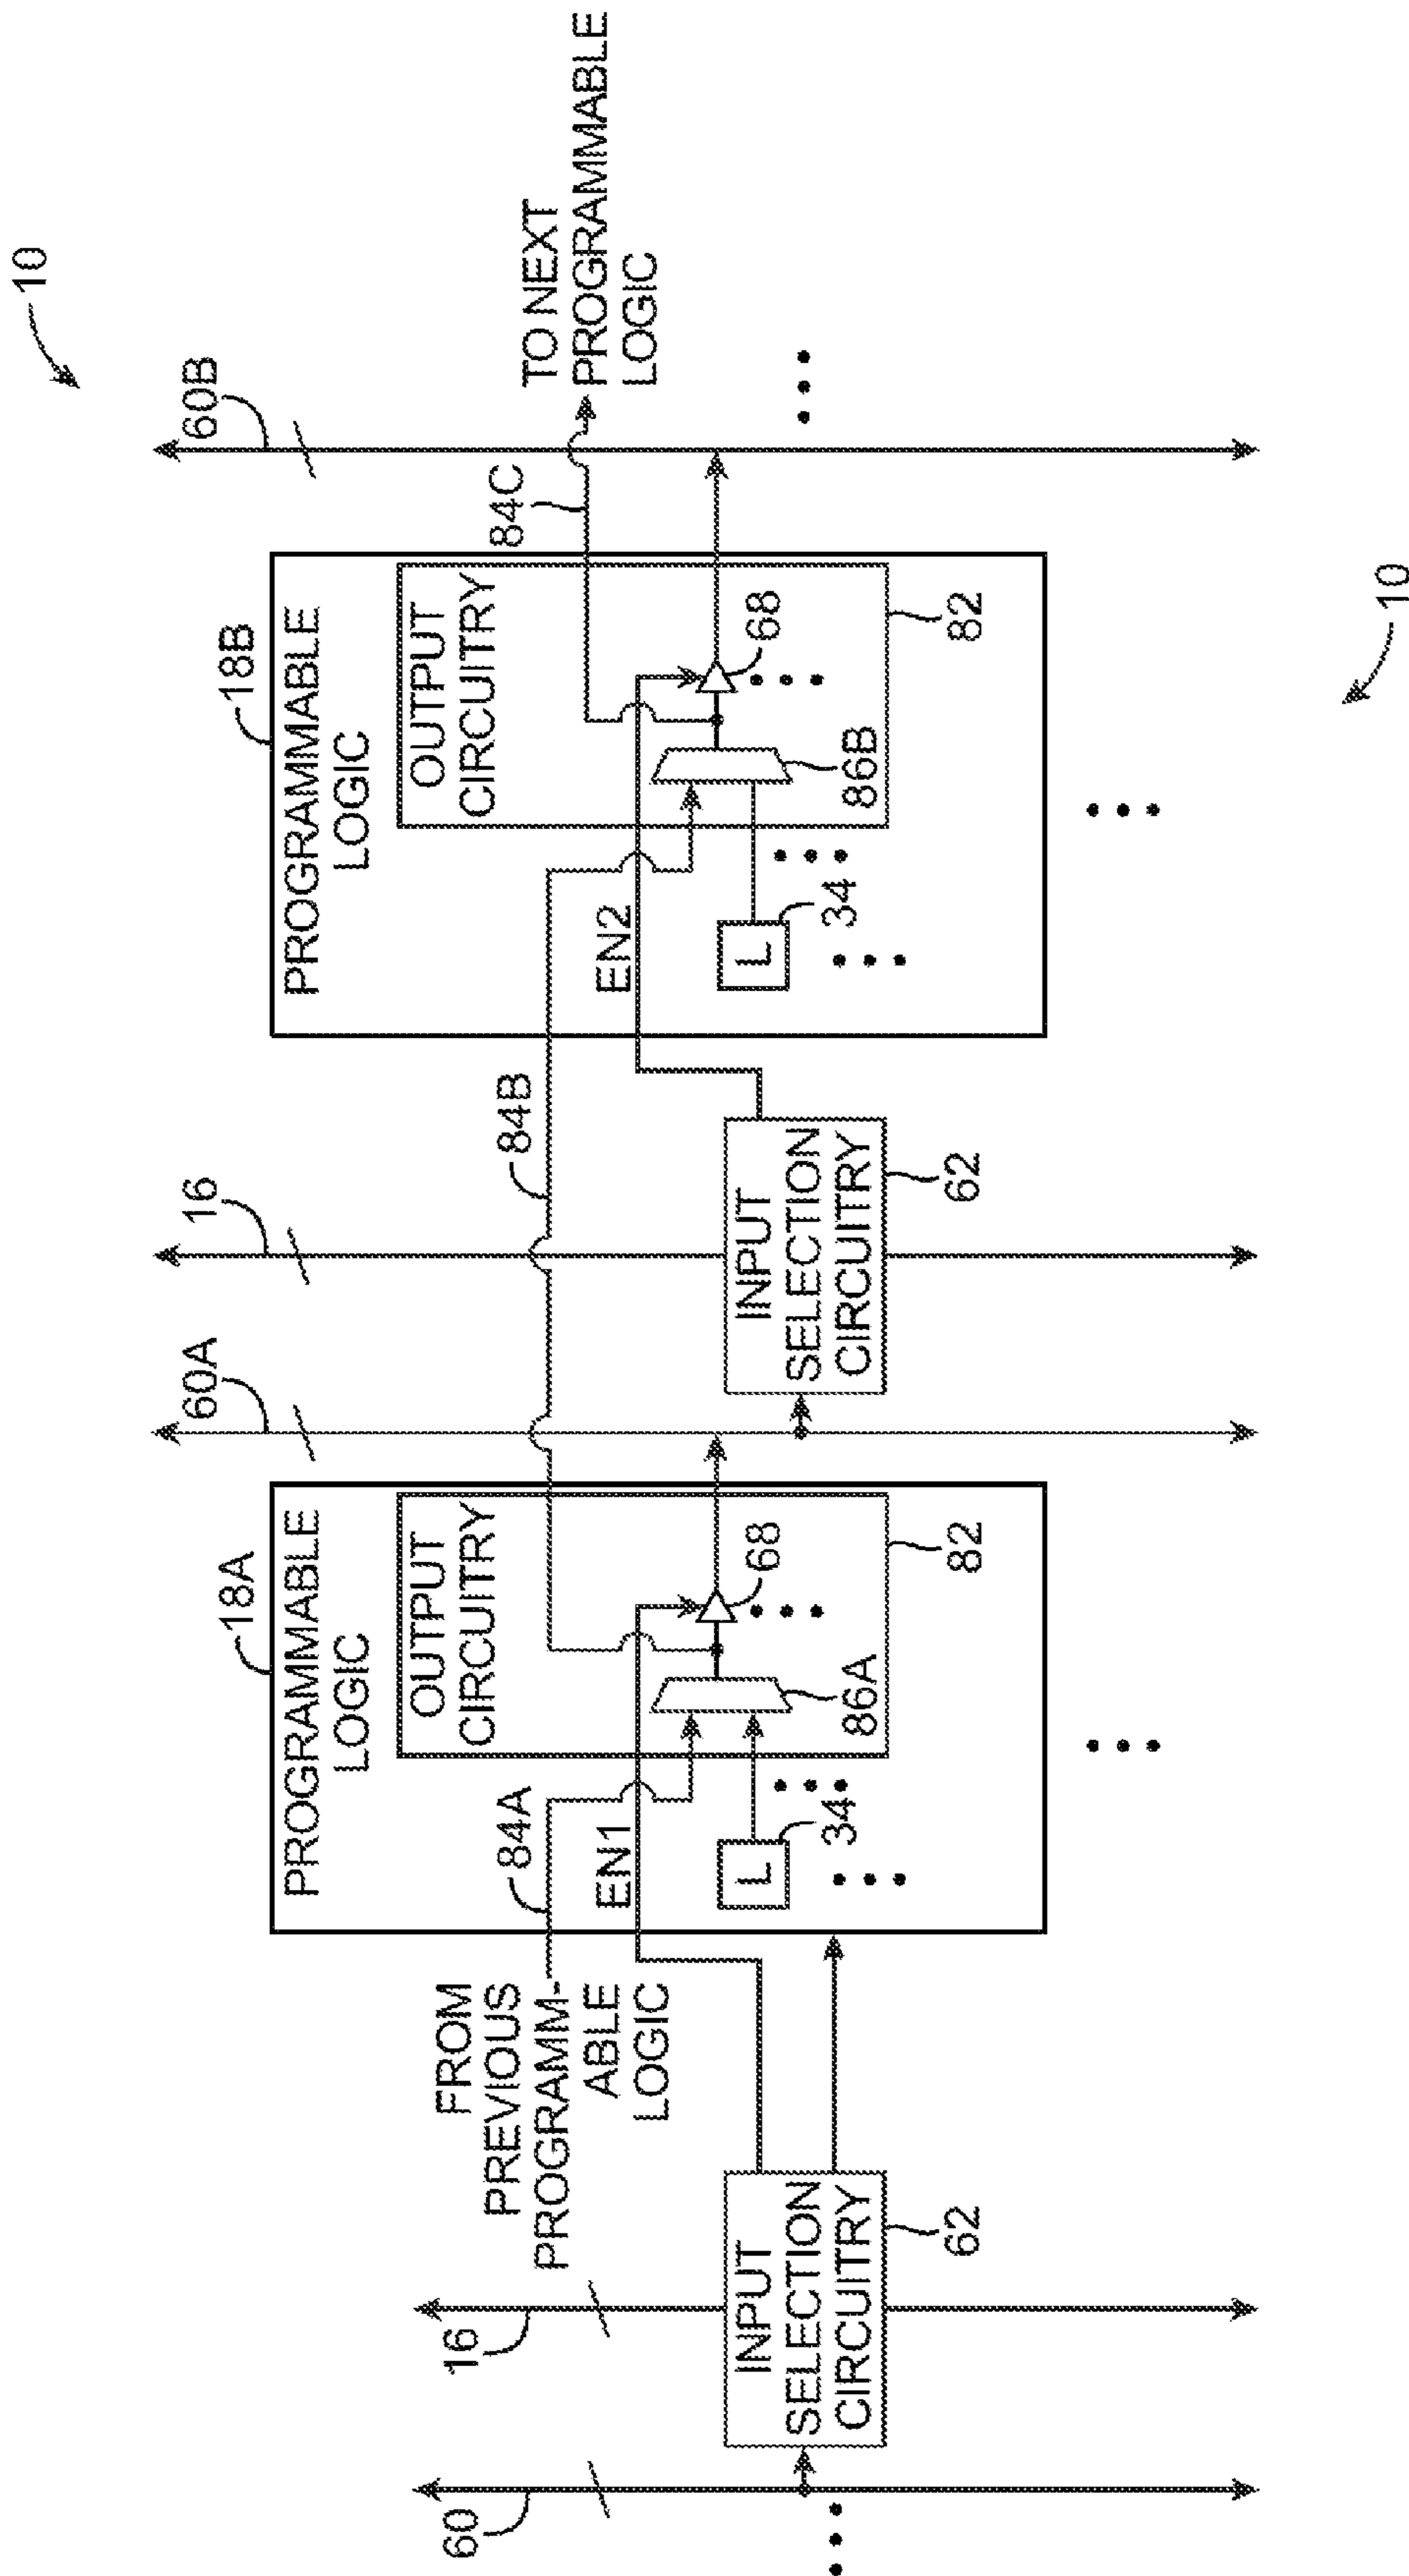 10
60
16
INPUT
SELECTION
CIRCUITRY
62
FROM
PREVIOUS
PROGRAMM-
ABLE
LOGIC
84A
EN1
18A
PROGRAMMABLE
LOGIC
OUTPUT
CIRCUITRY
L
34
86A
68
82
60A
16
84B
INPUT
SELECTION
CIRCUITRY
62
EN2
18B
PROGRAMMABLE
LOGIC
OUTPUT
CIRCUITRY
L
34
86B
68
82
84C
60B
TO NEXT
PROGRAMMABLE
LOGIC
10